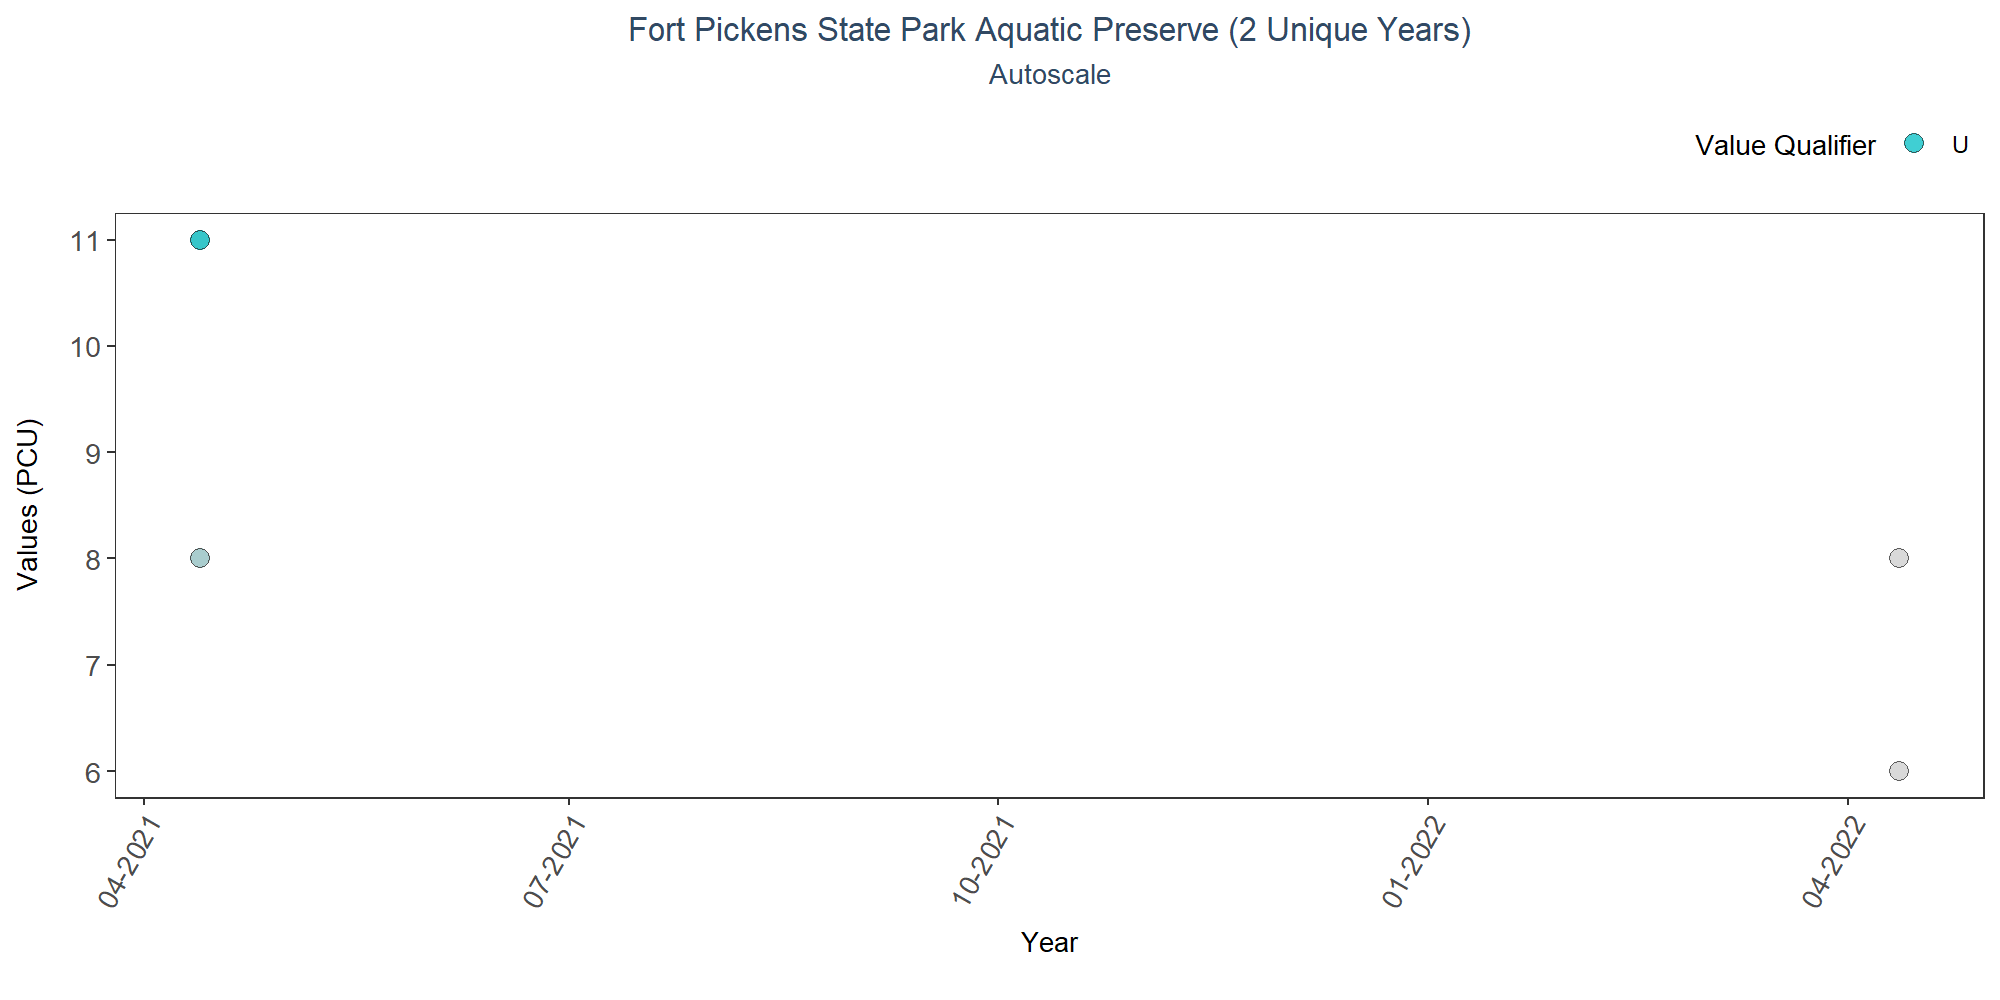 Fort Pickens State Park Aquatic Preserve (2 Unique Years)
Autoscale
Value Qualifier U
Values (PCU)
11
10
9
8
7
6
04-2021
07-2021
10-2021
01-2022
04-2022
Year